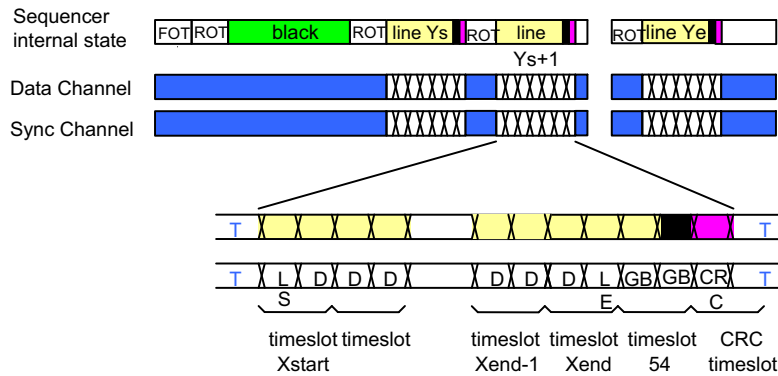 Sequencer
internal state
FOT ROT black ROT line Ys ROT line ROT line Ye
Ys+1
Data Channel
Sync Channel
T T
T L D D D D D D L GB GB CR T
S E C
timeslot timeslot timeslot timeslot timeslot CRC
Xstart Xend-1 Xend 54 timeslot